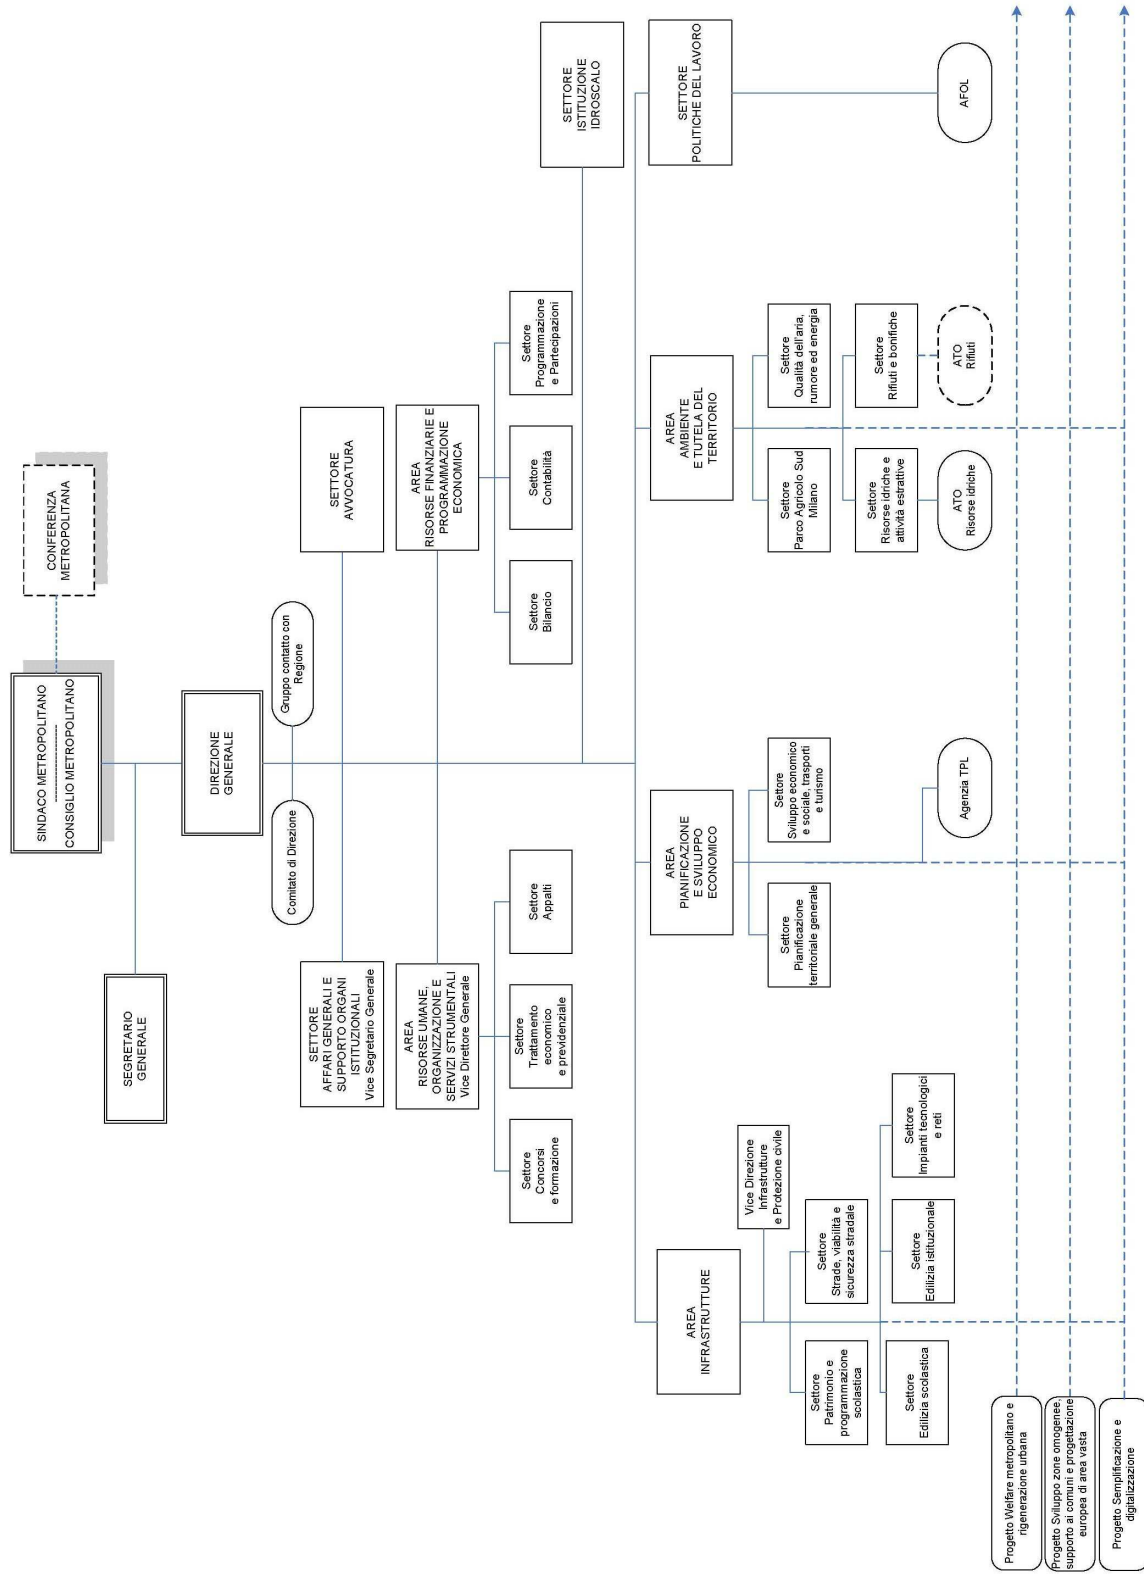 SINDACO METROPOLITANO
--------------------
CONSIGLIO METROPOLITANO
CONFERENZA
METROPOLITANA
SEGRETARIO
GENERALE
DIREZIONE
GENERALE
Comitato di Direzione
Gruppo contatto con
Regione
SETTORE
AFFARI GENERALI E
SUPPORTO ORGANI
ISTITUZIONALI
Vice Segretario Generale
SETTORE
AVVOCATURA
AREA
RISORSE UMANE,
ORGANIZZAZIONE E
SERVIZI STRUMENTALI
Vice Direttore Generale
AREA
RISORSE FINANZIARIE E
PROGRAMMAZIONE
ECONOMICA
Settore
Concorsi
e formazione
Settore
Trattamento
economico
e previdenziale
Settore
Appalti
Settore
Bilancio
Settore
Contabilità
Settore
Programmazione
e Partecipazioni
SETTORE
ISTITUZIONE
IDROSCALO
AREA
INFRASTRUTTURE
AREA
PIANIFICAZIONE
E SVILUPPO
ECONOMICO
AREA
AMBIENTE
E TUTELA DEL
TERRITORIO
SETTORE
POLITICHE DEL LAVORO
Vice Direzione
Infrastrutture
e Protezione civile
Settore
Patrimonio e
programmazione
scolastica
Settore
Strade, viabilità e
sicurezza stradale
Settore
Edilizia scolastica
Settore
Edilizia istituzionale
Settore
Impianti tecnologici
e reti
Settore
Pianificazione
territoriale generale
Settore
Sviluppo economico
e sociale, trasporti
e turismo
Agenzia TPL
Settore
Parco Agricolo Sud
Milano
Settore
Qualità dell'aria,
rumore ed energia
Settore
Risorse idriche e
attività estrattive
Settore
Rifiuti e bonifiche
ATO
Risorse idriche
ATO
Rifiuti
AFOL
Progetto Welfare metropolitano e
rigenerazione urbana
Progetto Sviluppo zone omogenee,
supporto ai comuni e progettazione
europea di area vasta
Progetto Semplificazione e
digitalizzazione